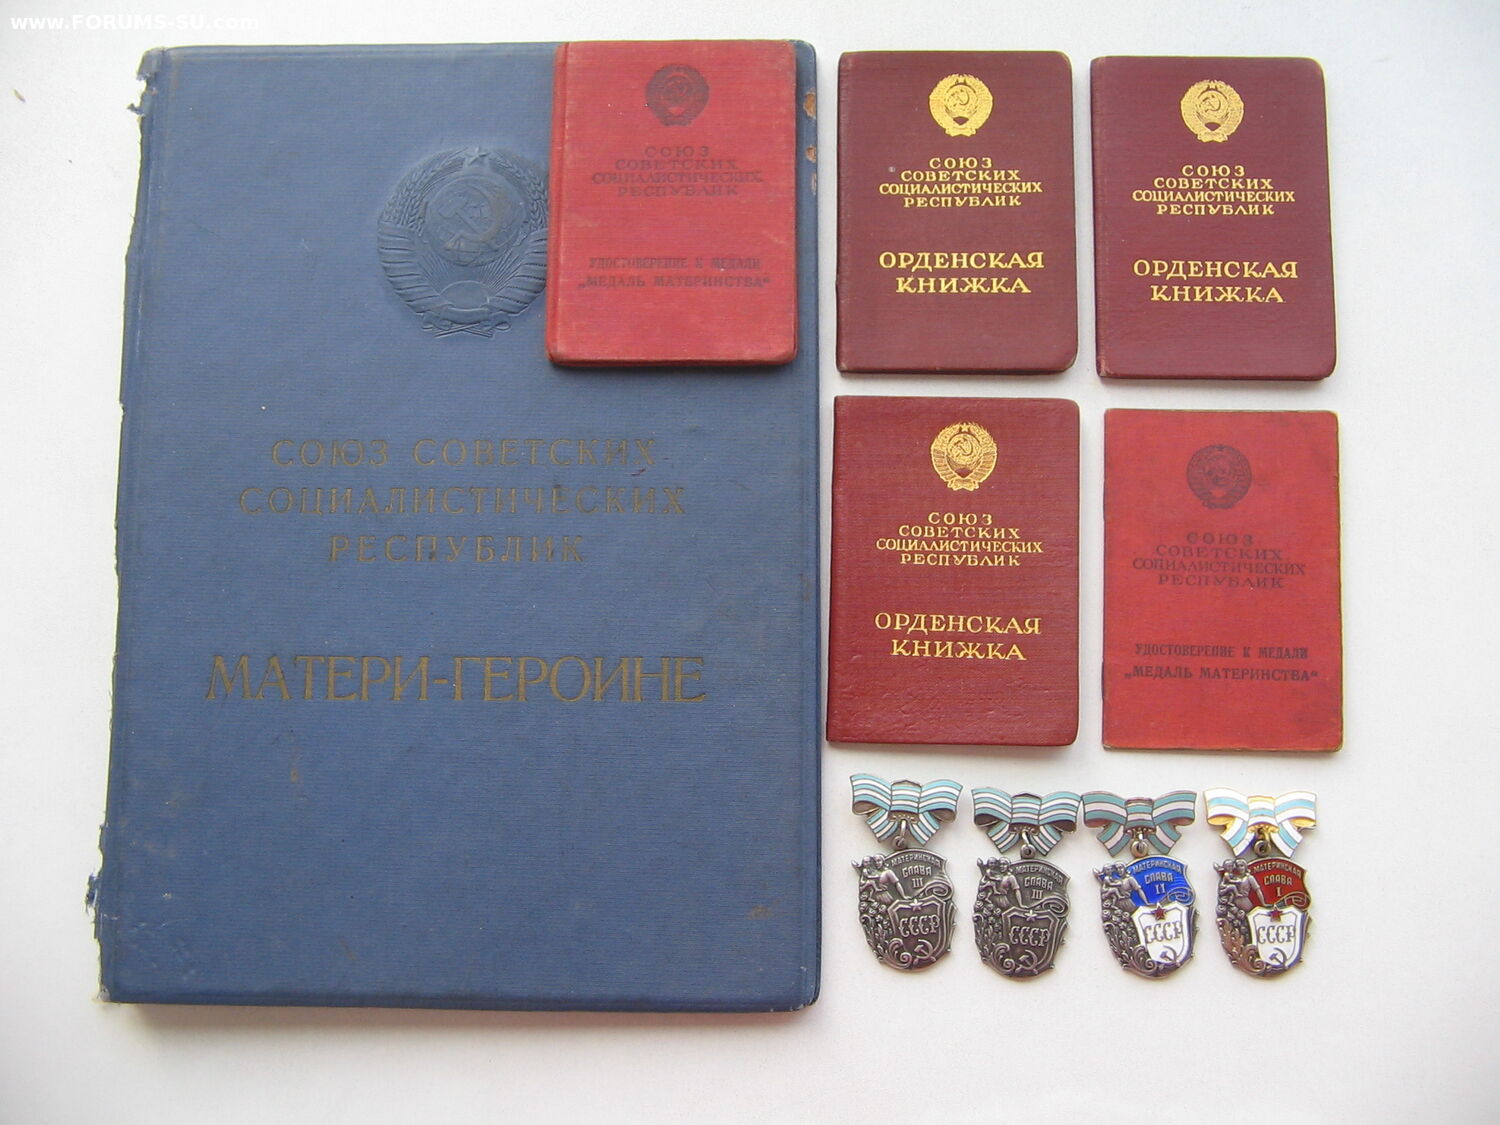 www.FORUMS-SU.com
СОЮЗ СОВЕТСКИХ
СОЦИАЛИСТИЧЕСКИХ
РЕСПУБЛИК
МАТЕРИ-ГЕРОИНЕ
СОЮЗ
СОВЕТСКИХ
СОЦИАЛИСТИЧЕСКИХ
РЕСПУБЛИК
УДОСТОВЕРЕНИЕ К МЕДАЛИ
„МЕДАЛЬ МАТЕРИНСТВА“
СОЮЗ
СОВЕТСКИХ
СОЦИАЛИСТИЧЕСКИХ
РЕСПУБЛИК
ОРДЕНСКАЯ
КНИЖКА
СОЮЗ
СОВЕТСКИХ
СОЦИАЛИСТИЧЕСКИХ
РЕСПУБЛИК
ОРДЕНСКАЯ
КНИЖКА
СОЮЗ
СОВЕТСКИХ
СОЦИАЛИСТИЧЕСКИХ
РЕСПУБЛИК
ОРДЕНСКАЯ
КНИЖКА
СОЮЗ
СОВЕТСКИХ
СОЦИАЛИСТИЧЕСКИХ
РЕСПУБЛИК
УДОСТОВЕРЕНИЕ К МЕДАЛИ
„МЕДАЛЬ МАТЕРИНСТВА“
МАТЕРИНСКАЯ
СЛАВА
III
СССР
МАТЕРИНСКАЯ
СЛАВА
III
СССР
МАТЕРИНСКАЯ
СЛАВА
II
СССР
МАТЕРИНСКАЯ
СЛАВА
I
СССР